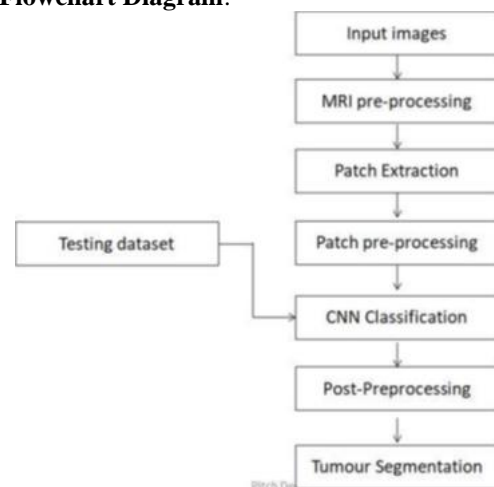 Flowchart Diagram:
Input images
MRI pre-processing
Patch Extraction
Testing dataset
Patch pre-processing
CNN Classification
Post-Preprocessing
Tumour Segmentation